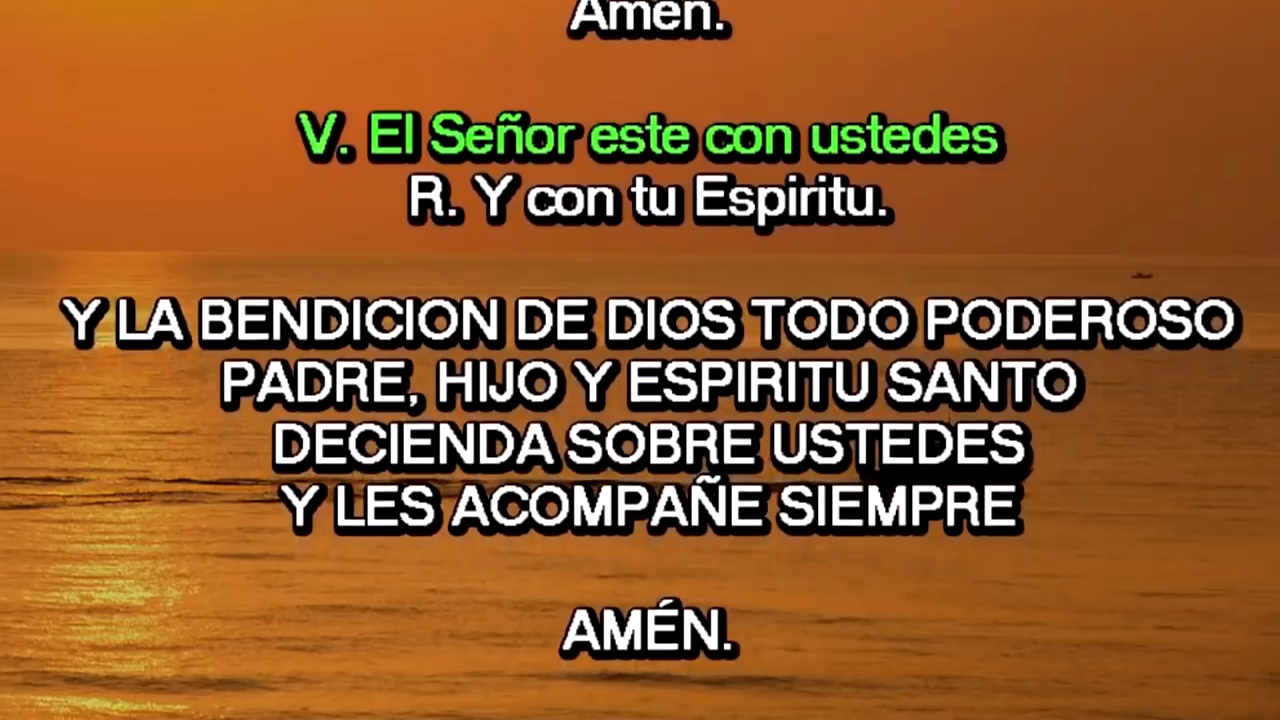 Amén.
V. El Señor este con ustedes
R. Y con tu Espiritu.
Y LA BENDICION DE DIOS TODO PODEROSO
PADRE, HIJO Y ESPIRITU SANTO
DECIENDA SOBRE USTEDES
Y LES ACOMPAÑE SIEMPRE
AMÉN.